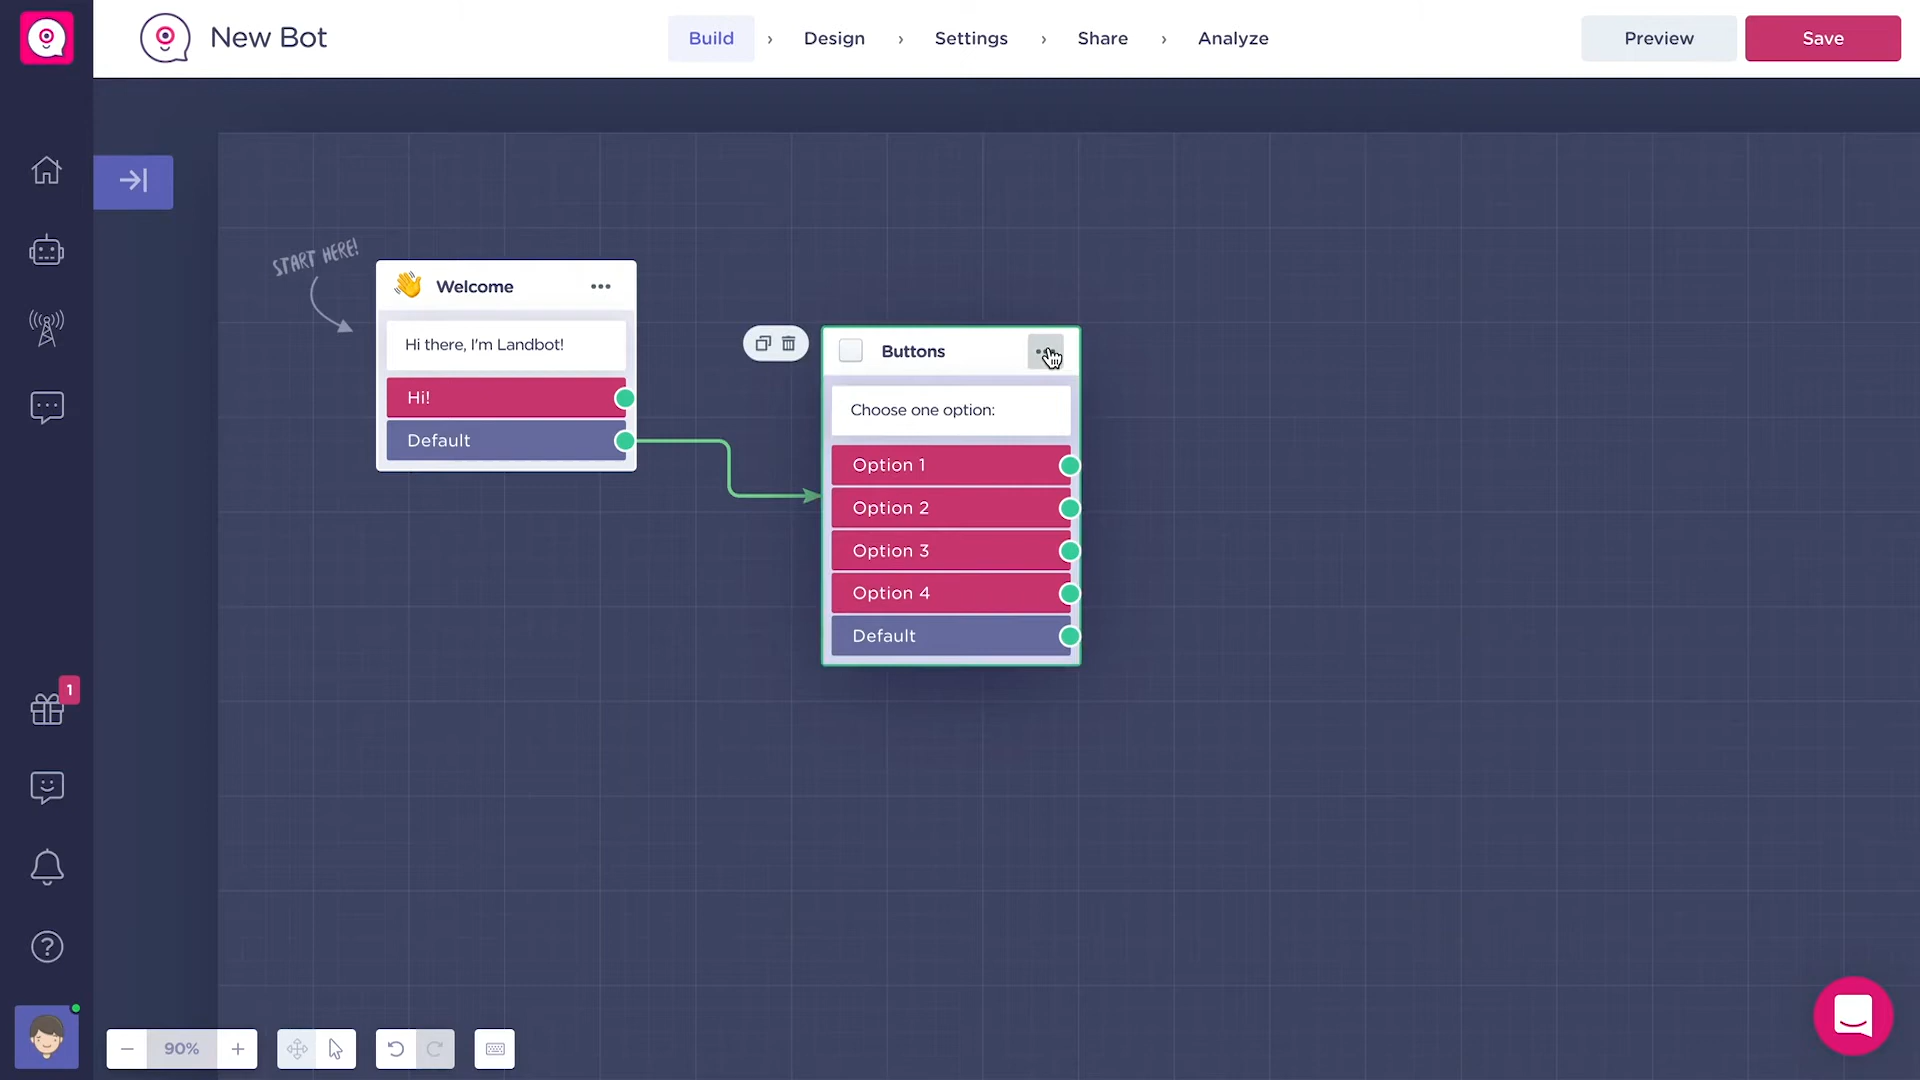 New Bot
Build
Design
Settings
Share
Analyze
Preview
Save
START HERE!
Welcome
Hi there, I'm Landbot!
Hi!
Default
Buttons
Choose one option:
Option 1
Option 2
Option 3
Option 4
Default
1
90%